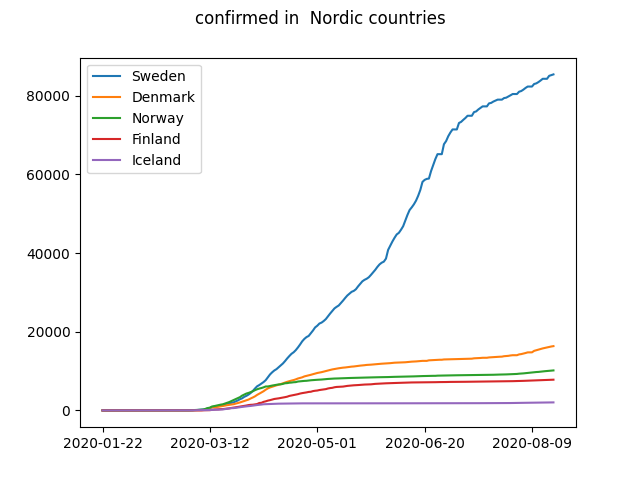 confirmed in  Nordic countries
Sweden
Denmark
Norway
Finland
Iceland
80000
60000
40000
20000
0
2020-01-22 2020-03-12 2020-05-01 2020-06-20 2020-08-09